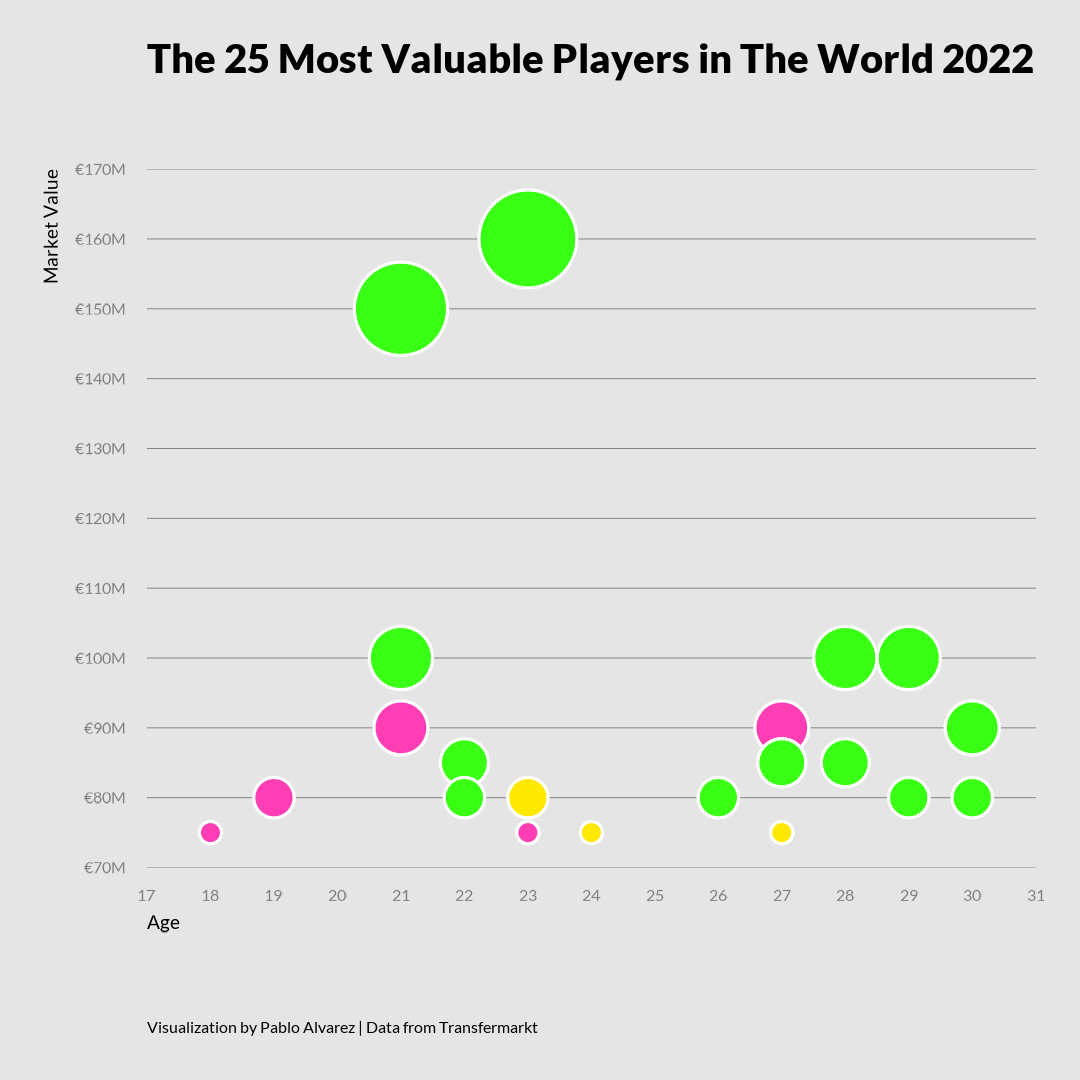 The 25 Most Valuable Players in The World 2022
Market Value
€170M
€160M
€150M
€140M
€130M
€120M
€110M
€100M
€90M
€80M
€70M
17 18 19 20 21 22 23 24 25 26 27 28 29 30 31
Age
Visualization by Pablo Alvarez | Data from Transfermarkt